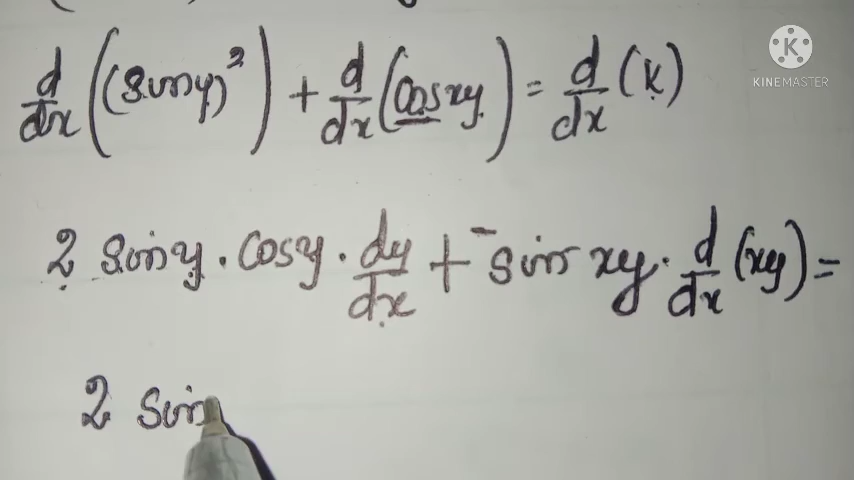 d/dx ((sin y)²) + d/dx (cos xy) = d/dx (k)
K
KINEMASTER
2 sin y · cos y · dy/dx + - sin xy · d/dx (xy) =
2 sin